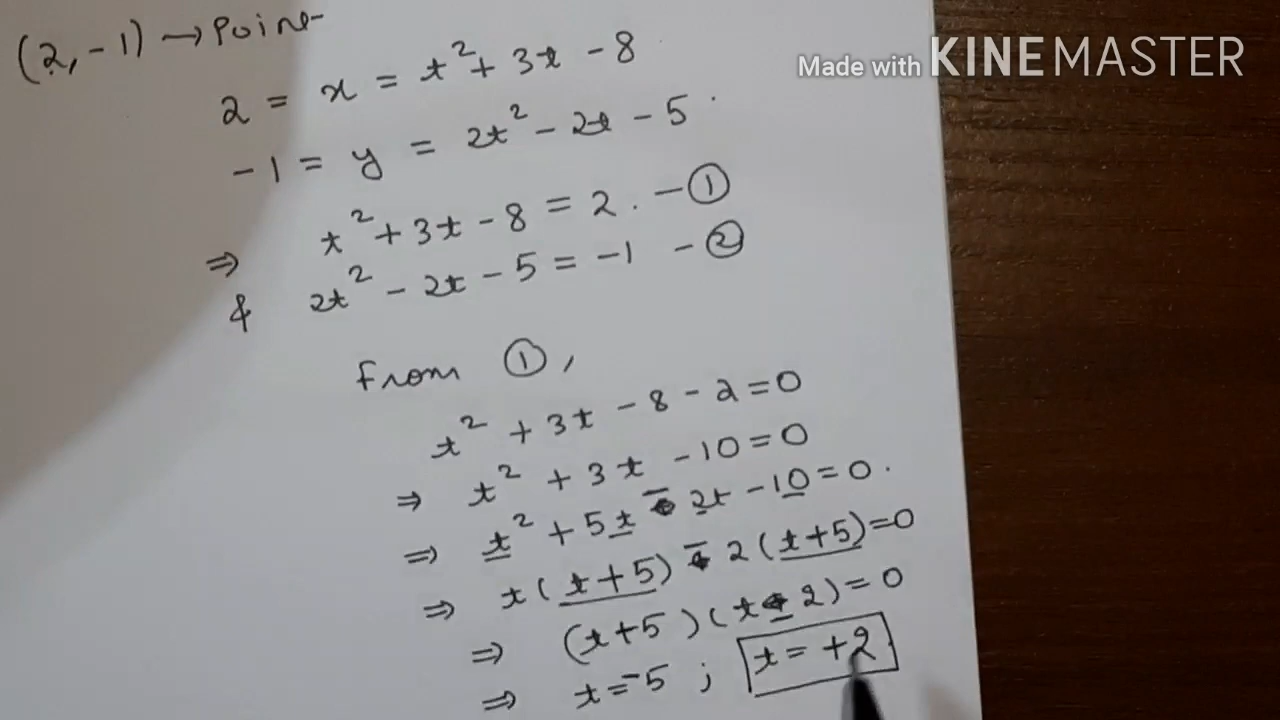 (2, -1) → Point
Made with KINEMASTER
2 = x = t² + 3t - 8
-1 = y = 2t² - 2t - 5.
⇒ t² + 3t - 8 = 2. - ①
& 2t² - 2t - 5 = -1 - ②
From ①,
t² + 3t - 8 - 2 = 0
⇒ t² + 3t - 10 = 0
⇒ t² + 5t - 2t - 10 = 0.
⇒ t(t+5) - 2(t+5) = 0
⇒ (t+5)(t-2) = 0
⇒ t = -5 ; t = +2